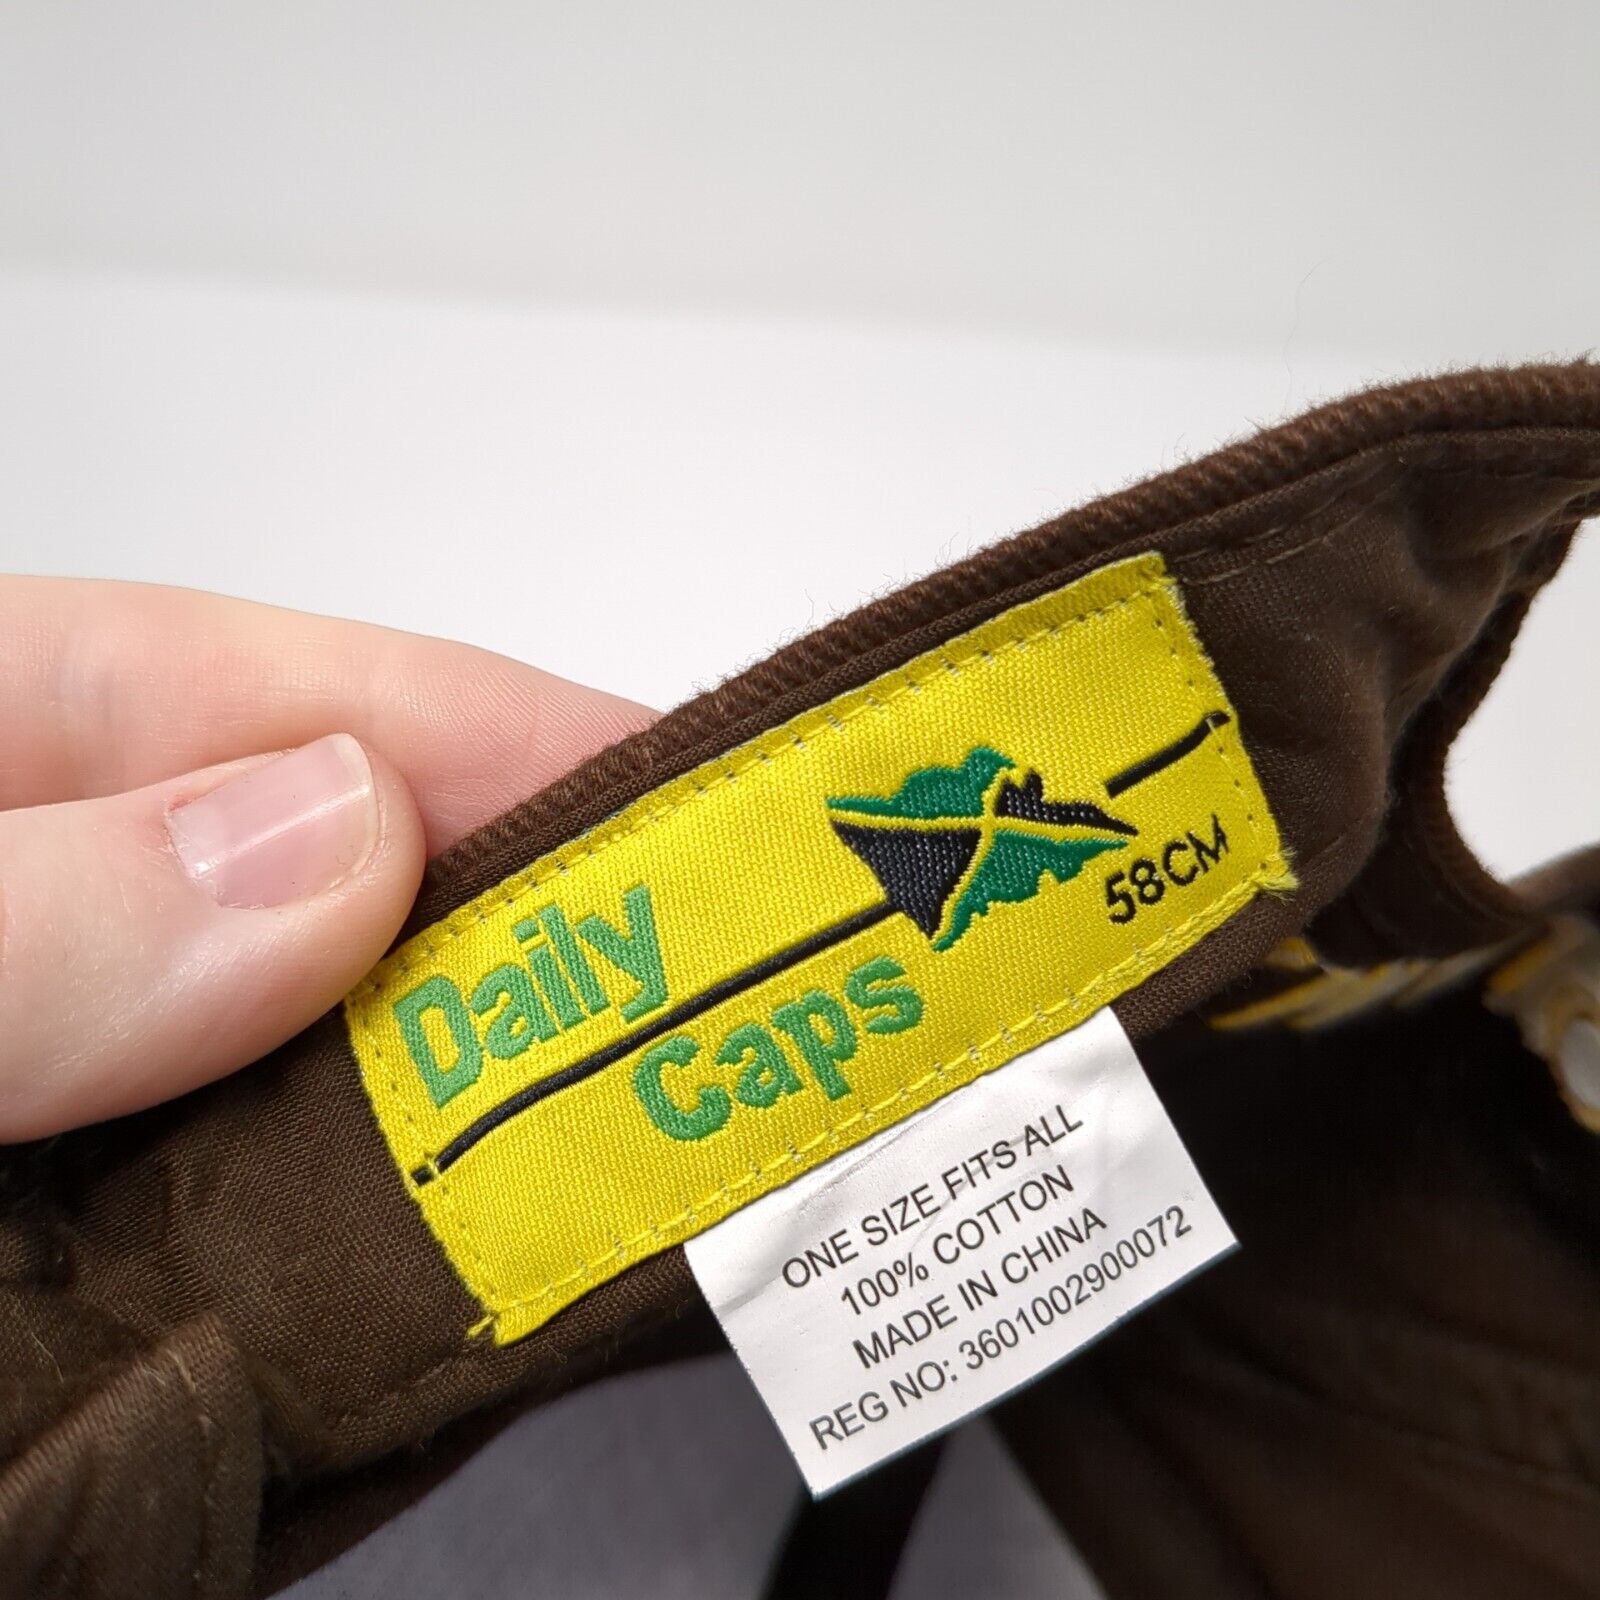 Daily
Caps
58CM
ONE SIZE FITS ALL
100% COTTON
MADE IN CHINA
REG NO: 3601002900072